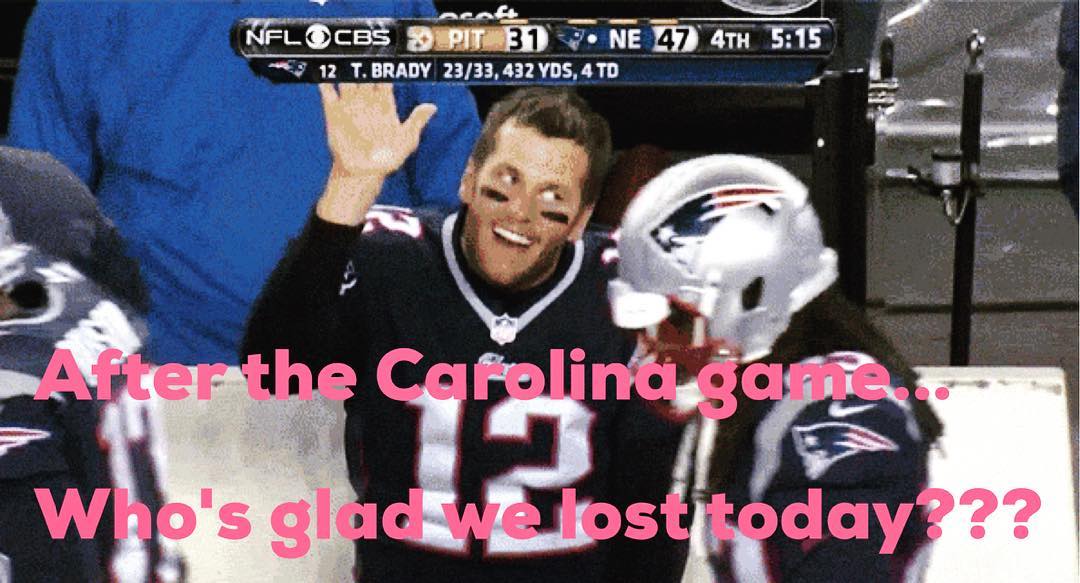 NFL CBS PIT 31 NE 47 4TH 5:15
12 T. BRADY 23/33, 432 YDS, 4 TD
After the Carolina game...
12
Who's glad we lost today???